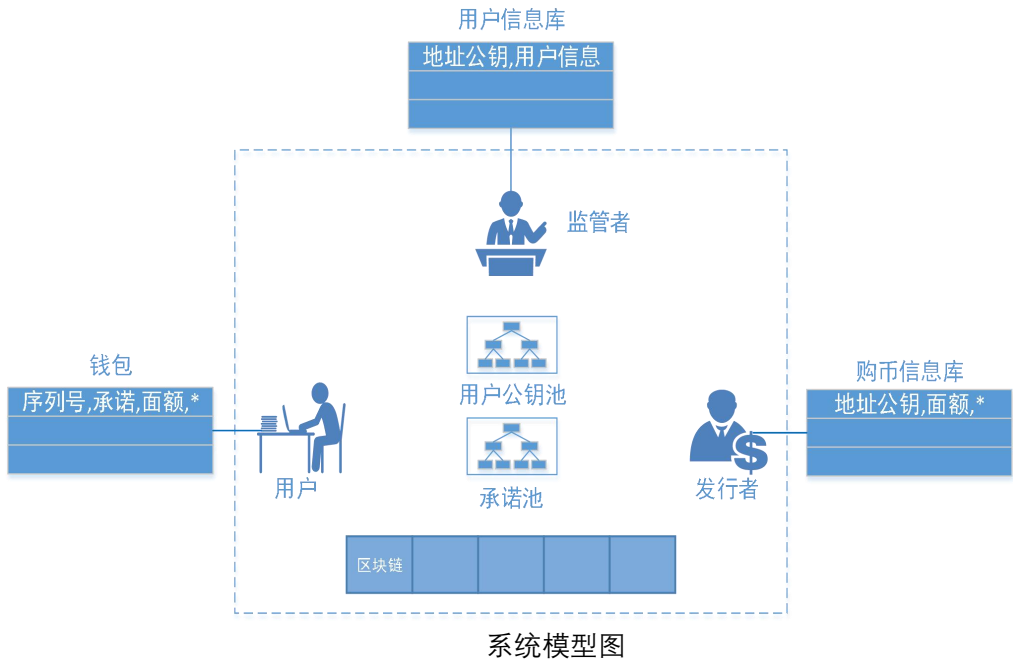 用户信息库
地址公钥,用户信息
监管者
钱包
序列号,承诺,面额,*
用户公钥池
购币信息库
地址公钥,面额,*
用户
承诺池
发行者
区块链
系统模型图